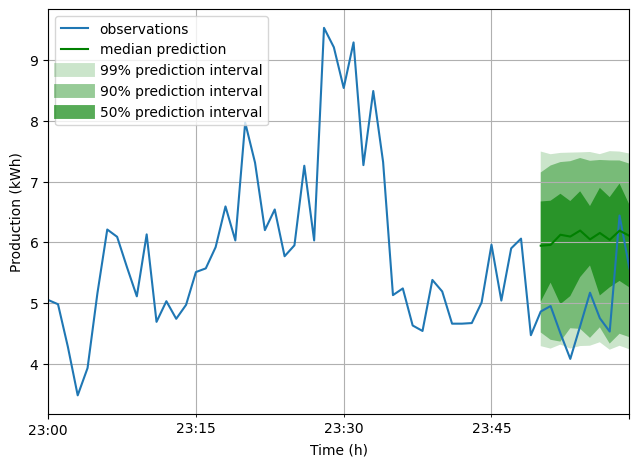 observations
median prediction
99% prediction interval
90% prediction interval
50% prediction interval
9
8
7
6
5
4
Production (kWh)
23:00
23:15
23:30
23:45
Time (h)